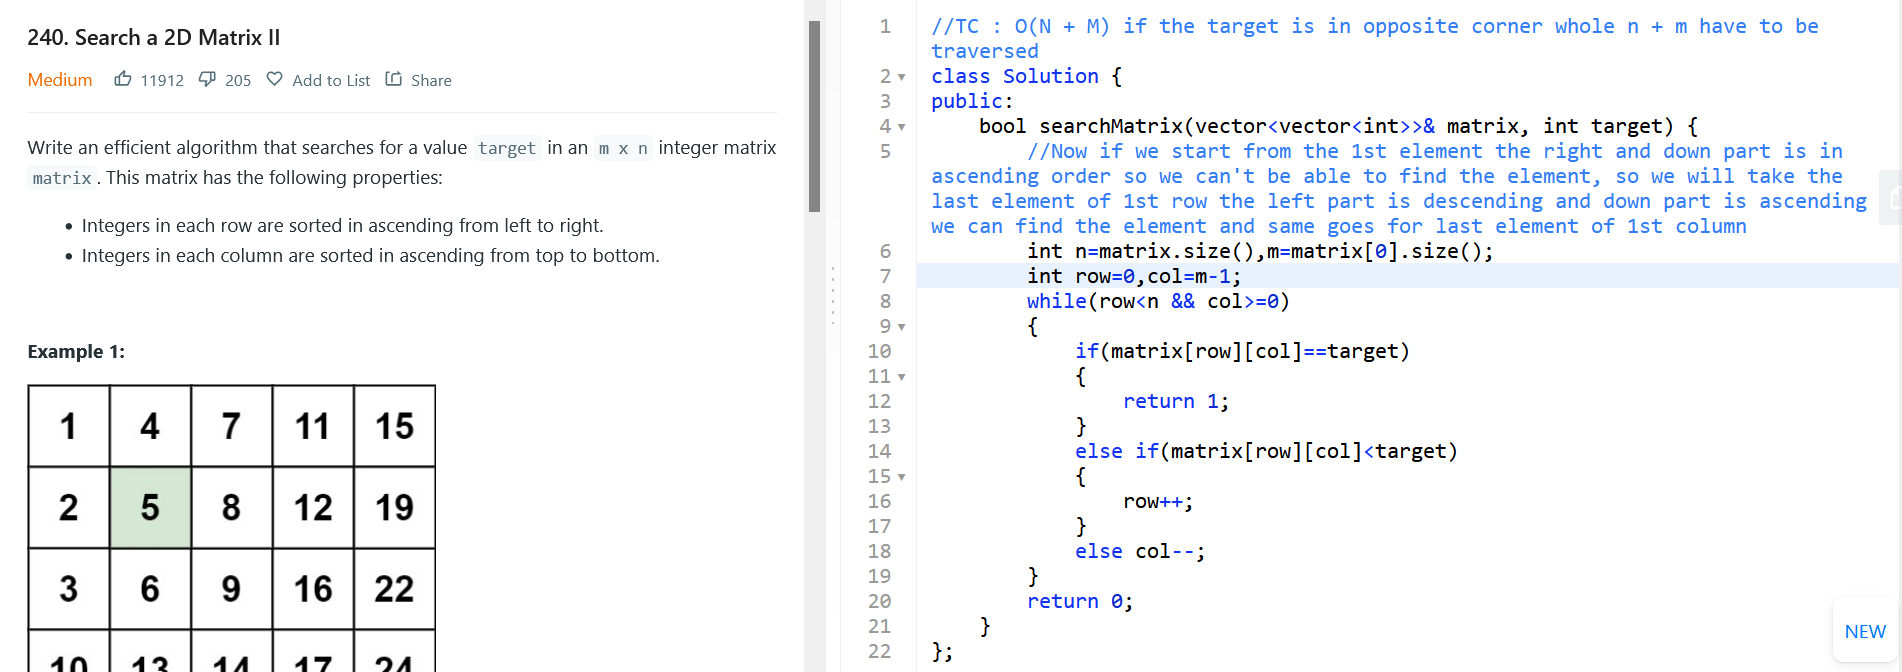 240. Search a 2D Matrix II
Medium 11912 205 Add to List Share
Write an efficient algorithm that searches for a value target in an m x n integer matrix
matrix . This matrix has the following properties:
• Integers in each row are sorted in ascending from left to right.
• Integers in each column are sorted in ascending from top to bottom.
Example 1:
1 4 7 11 15
2 5 8 12 19
3 6 9 16 22
10 13 14 17 24
1 //TC : O(N + M) if the target is in opposite corner whole n + m have to be
traversed
2 class Solution {
3 public:
4 bool searchMatrix(vector<vector<int>>& matrix, int target) {
5 //Now if we start from the 1st element the right and down part is in
ascending order so we can't be able to find the element, so we will take the
last element of 1st row the left part is descending and down part is ascending
we can find the element and same goes for last element of 1st column
6 int n=matrix.size(),m=matrix[0].size();
7 int row=0,col=m-1;
8 while(row<n && col>=0)
9 {
10 if(matrix[row][col]==target)
11 {
12 return 1;
13 }
14 else if(matrix[row][col]<target)
15 {
16 row++;
17 }
18 else col--;
19 }
20 return 0;
21 }
22 };
NEW